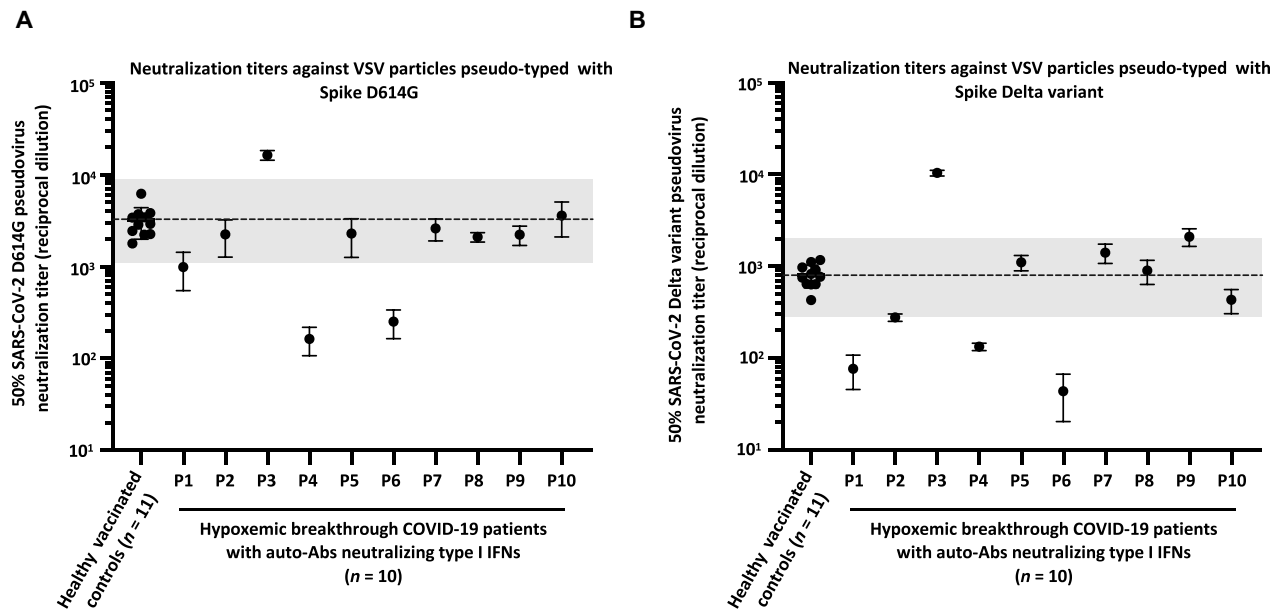 A
Neutralization titers against VSV particles pseudo-typed with
Spike D614G
50% SARS-CoV-2 D614G pseudovirus
neutralization titer (reciprocal dilution)
10⁵
10⁴
10³
10²
10¹
Healthy vaccinated
controls (n = 11)
P1 P2 P3 P4 P5 P6 P7 P8 P9 P10
Hypoxemic breakthrough COVID-19 patients
with auto-Abs neutralizing type I IFNs
(n = 10)
B
Neutralization titers against VSV particles pseudo-typed with
Spike Delta variant
50% SARS-CoV-2 Delta variant pseudovirus
neutralization titer (reciprocal dilution)
10⁵
10⁴
10³
10²
10¹
Healthy vaccinated
controls (n = 11)
P1 P2 P3 P4 P5 P6 P7 P8 P9 P10
Hypoxemic breakthrough COVID-19 patients
with auto-Abs neutralizing type I IFNs
(n = 10)